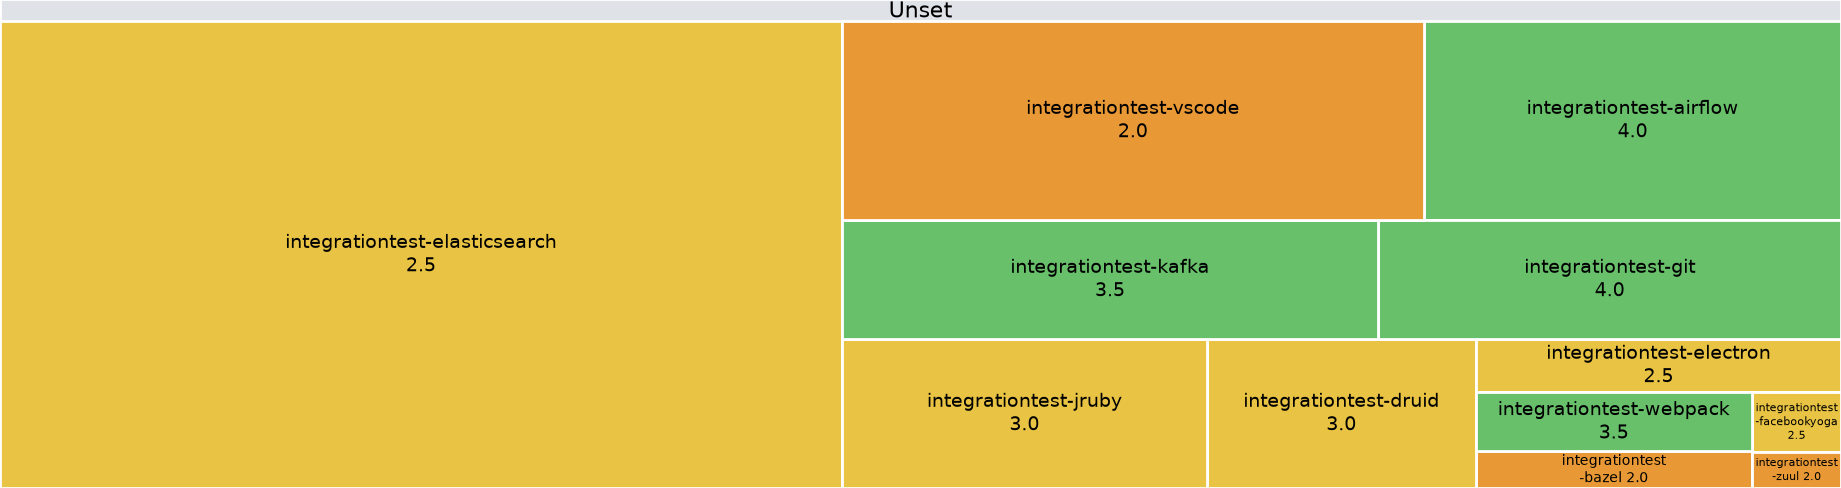 Unset
integrationtest-elasticsearch
2.5
integrationtest-vscode
2.0
integrationtest-airflow
4.0
integrationtest-kafka
3.5
integrationtest-git
4.0
integrationtest-jruby
3.0
integrationtest-druid
3.0
integrationtest-electron
2.5
integrationtest-webpack
3.5
integrationtest
-facebookyoga
2.5
integrationtest
-bazel 2.0
integrationtest
-zuul 2.0